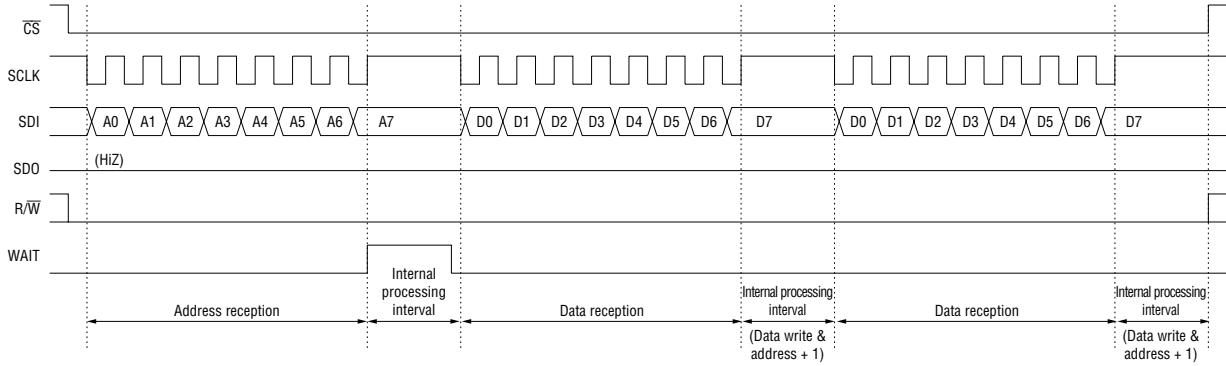 CS
SCLK
SDI A0 A1 A2 A3 A4 A5 A6 A7 D0 D1 D2 D3 D4 D5 D6 D7 D0 D1 D2 D3 D4 D5 D6 D7
SDO (HiZ)
R/W
WAIT
Address reception
Internal
processing
interval
Data reception
Internal processing
interval
(Data write &
address + 1)
Data reception
Internal processing
interval
(Data write &
address + 1)